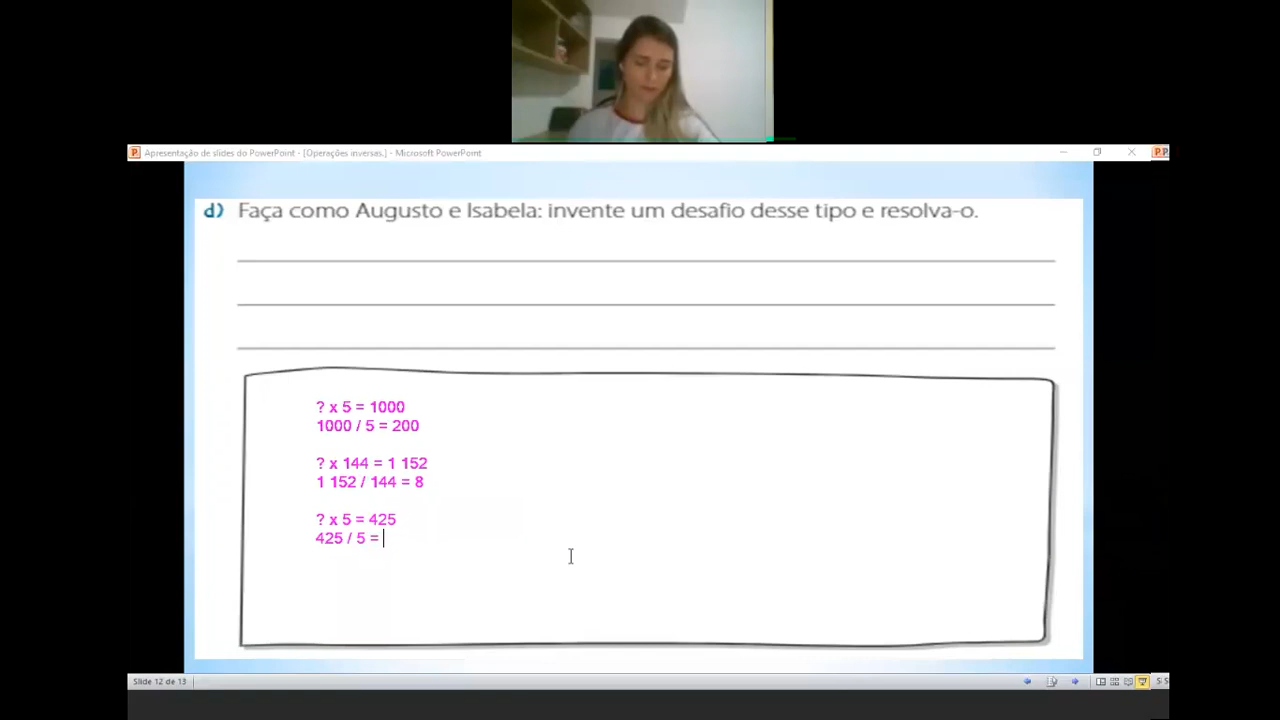 Apresentação de slides do PowerPoint - [Operações inversas.] - Microsoft PowerPoint
d) Faça como Augusto e Isabela: invente um desafio desse tipo e resolva-o.
? x 5 = 1000
1000 / 5 = 200
? x 144 = 1 152
1 152 / 144 = 8
? x 5 = 425
425 / 5 =
Slide 12 de 13